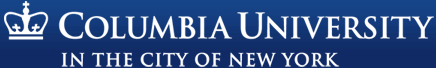 COLUMBIA UNIVERSITY
IN THE CITY OF NEW YORK